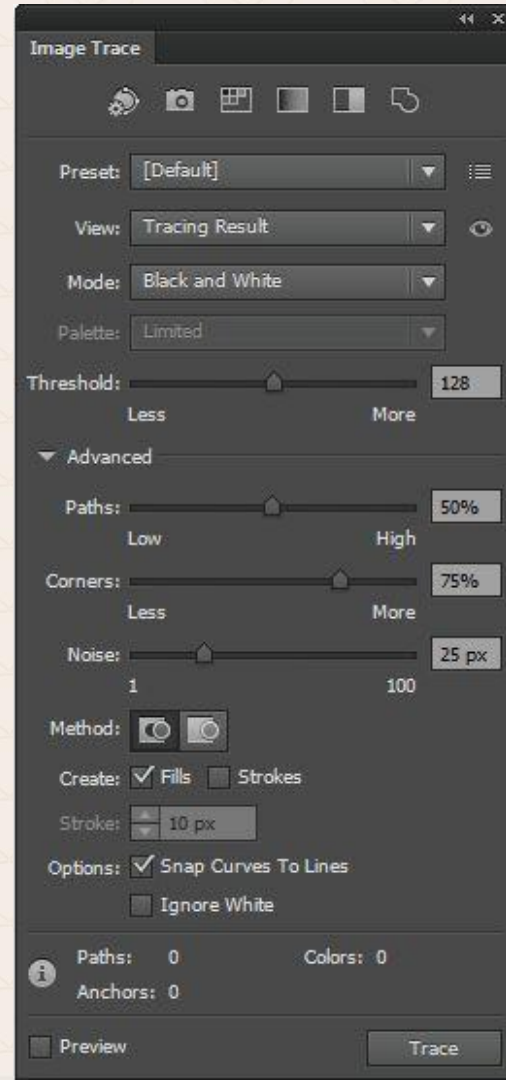 Image Trace
Preset: [Default]
View: Tracing Result
Mode: Black and White
Palette: Limited
Threshold: 128
Less More
Advanced
Paths: 50%
Low High
Corners: 75%
Less More
Noise: 25 px
1 100
Method:
Create: Fills Strokes
Stroke: 10 px
Options: Snap Curves To Lines
Ignore White
Paths: 0 Colors: 0
Anchors: 0
Preview Trace